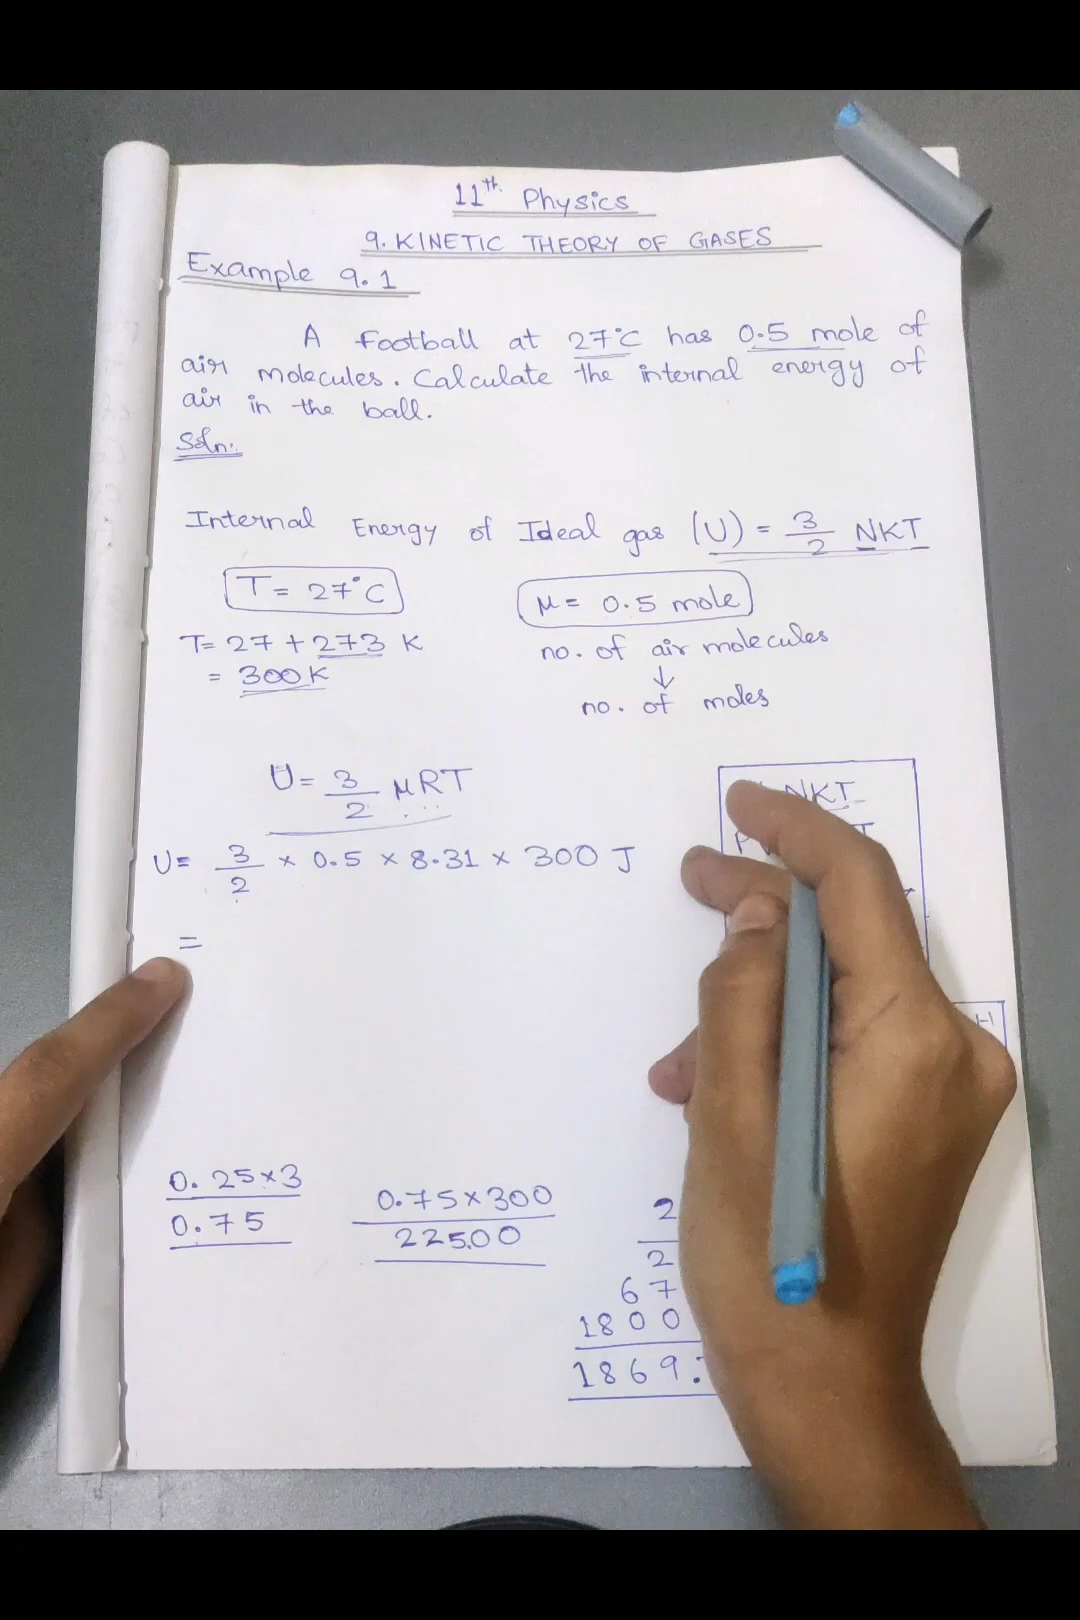 11th. Physics
9. KINETIC THEORY OF GASES
Example 9.1
A Football at 27°C has 0.5 mole of
air molecules. Calculate the internal energy of
air in the ball.
Soln:
Internal Energy of Ideal gas (U) = 3/2 NKT
T = 27°C
μ = 0.5 mole
T= 27 + 273 K
= 300K
no. of air molecules
↓
no. of moles
U = 3/2 μRT
NKT
U = 3/2 × 0.5 × 8.31 × 300 J
=
0.25×3
0.75
0.75×300
225.00
2
2
67
1800
1869.